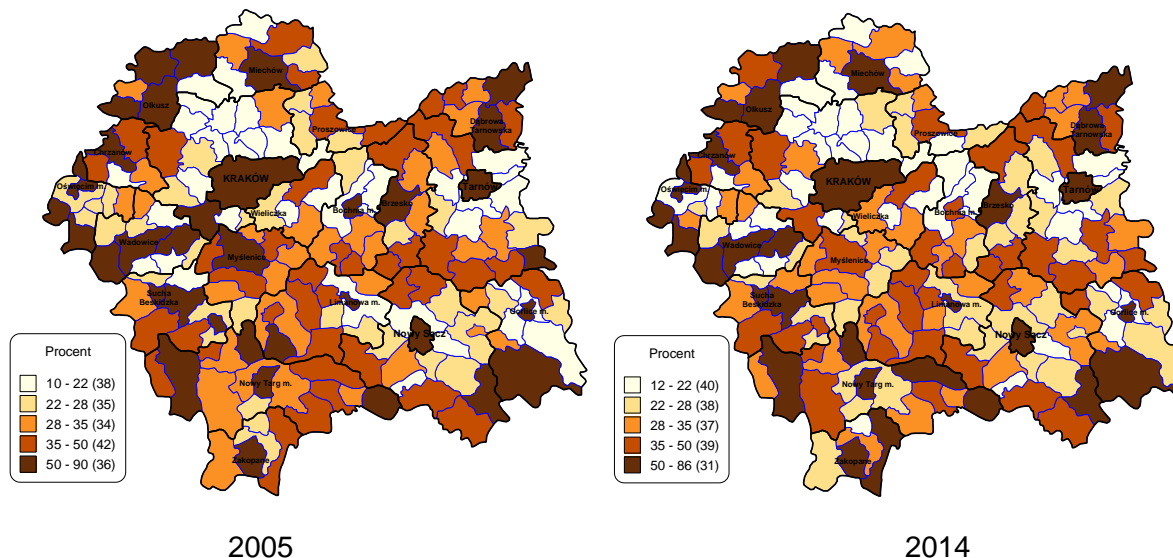 Miechów
Olkusz
Dąbrowa
Tarnowska
Proszowice
Chrzanów
KRAKÓW
Tarnów
Oświęcim m.
Brzesko
Bochnia m.
Wieliczka
Wadowice
Myślenice
Sucha
Beskidzka
Limanowa m.
Gorlice m.
Nowy Sącz
Nowy Targ m.
Zakopane
Procent
10 - 22 (38)
22 - 28 (35)
28 - 35 (34)
35 - 50 (42)
50 - 90 (36)
2005
Miechów
Olkusz
Dąbrowa
Tarnowska
Proszowice
Chrzanów
KRAKÓW
Tarnów
Oświęcim m.
Brzesko
Bochnia m.
Wieliczka
Wadowice
Myślenice
Sucha
Beskidzka
Limanowa m.
Gorlice m.
Nowy Sącz
Nowy Targ m.
Zakopane
Procent
12 - 22 (40)
22 - 28 (38)
28 - 35 (37)
35 - 50 (39)
50 - 86 (31)
2014